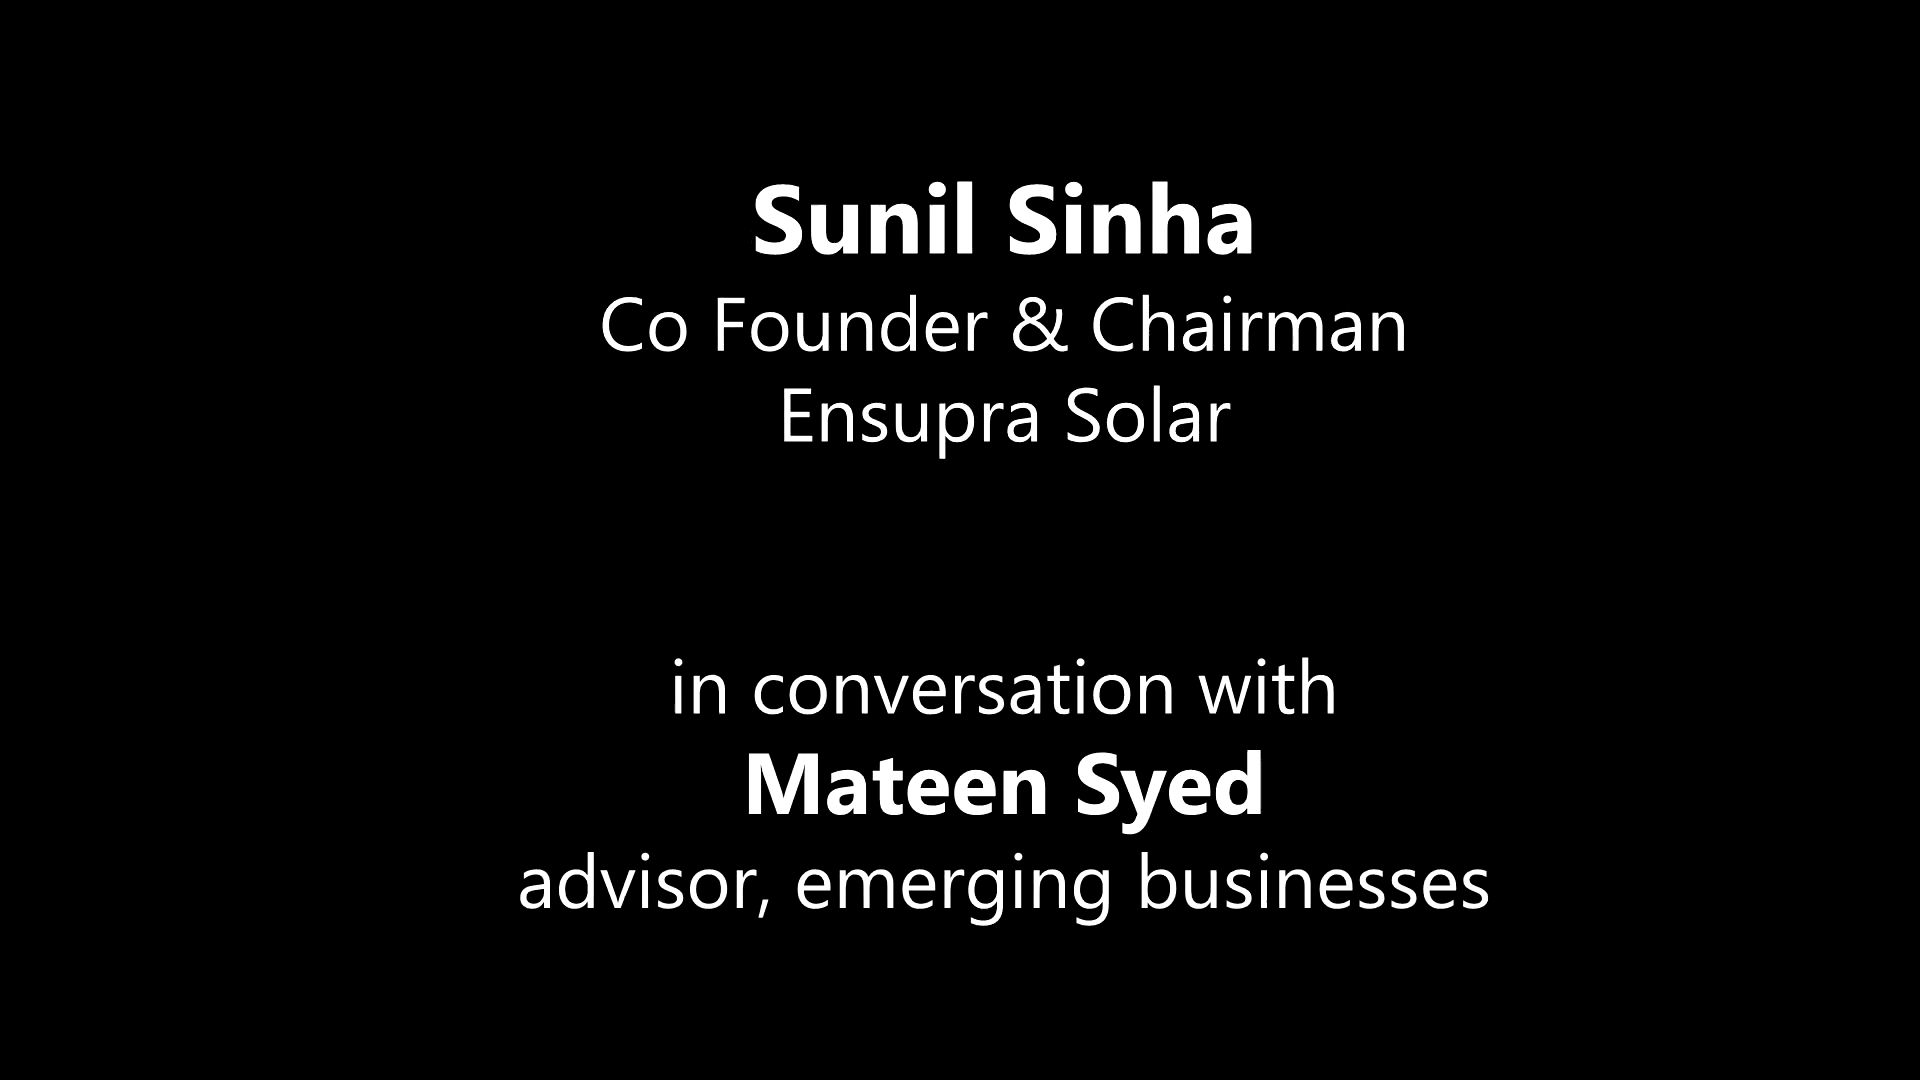 Sunil Sinha
Co Founder & Chairman
Ensupra Solar
in conversation with
Mateen Syed
advisor, emerging businesses